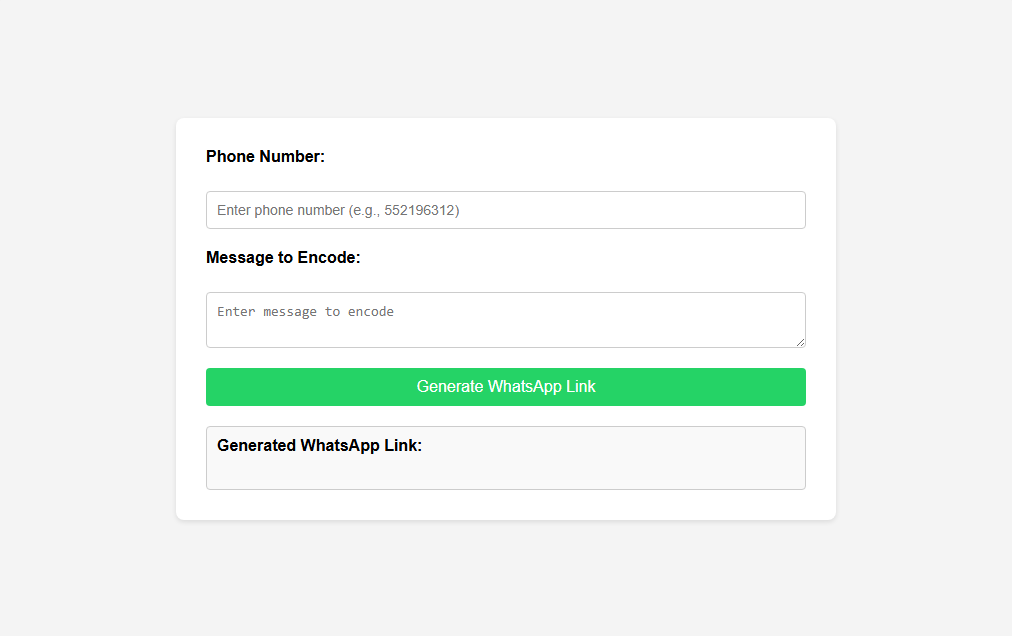 Phone Number:
Enter phone number (e.g., 552196312)
Message to Encode:
Enter message to encode
Generate WhatsApp Link
Generated WhatsApp Link: